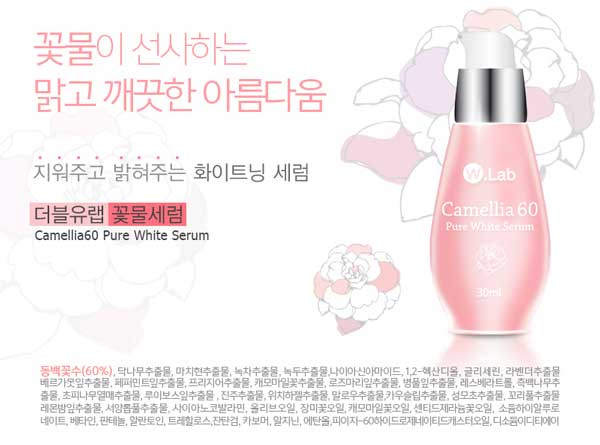 꽃물이 선사하는
맑고 깨끗한 아름다움
지워주고 밝혀주는 화이트닝 세럼
더블유랩 꽃물세럼
Camellia60 Pure White Serum
W.Lab
Camellia 60
Pure White Serum
30ml
동백꽃수(60%), 닥나무추출물, 마치현추출물, 녹차추출물, 녹두추출물,나이아신아마이드, 1,2-헥산디올, 글리세린, 라벤더추출물
베르가못잎추출물, 페퍼민트잎추출물, 프리지어추출물, 캐모마일꽃추출물, 로즈마리잎추출물, 병풀잎추출물, 레스베라트롤, 측백나무추
출물, 초피나무열매추출물, 루이보스잎추출물 , 진주추출물, 위치하젤추출물, 알로우추출물,카우슬립추출물, 성모초추출물, 꼬리풀추출물
레몬밤잎추출물, 서양톱풀추출물, 사이아노코발라민, 올리브오일, 장미꽃오일, 캐모마일꽃오일, 센티드제라늄꽃오일, 소듐하이알루로
네이트, 베타인, 판테놀, 알란토인, 트레할로스,잔탄검, 카보머, 알지닌, 에탄올,피이지-60하이드로제네이티드캐스터오일, 디소듐이디티에이